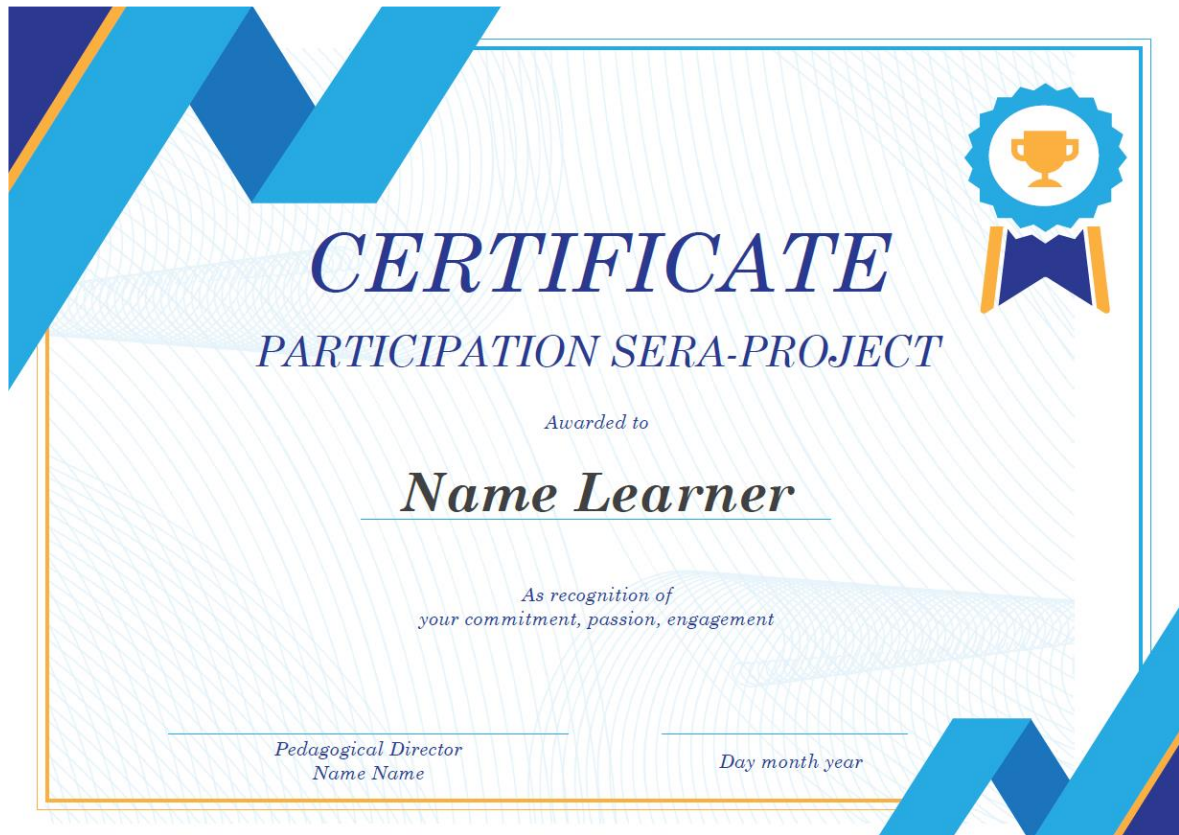 CERTIFICATE
PARTICIPATION SERA-PROJECT
Awarded to
Name Learner
As recognition of
your commitment, passion, engagement
Pedagogical Director
Name Name
Day month year